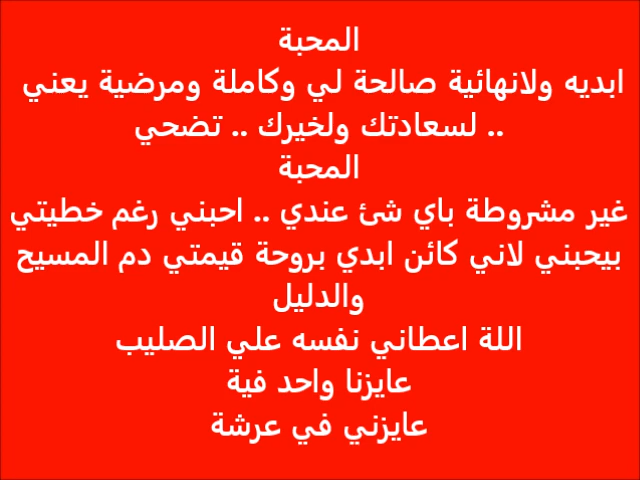 المحبة
ابديه ولانهائية صالحة لي وكاملة ومرضية يعني
.. لسعادتك ولخيرك .. تضحي
المحبة
غير مشروطة باي شئ عندي .. احبني رغم خطيتي
بيحبني لاني كائن ابدي بروحة قيمتي دم المسيح
والدليل
اللة اعطاني نفسه علي الصليب
عايزنا واحد فية
عايزني في عرشة